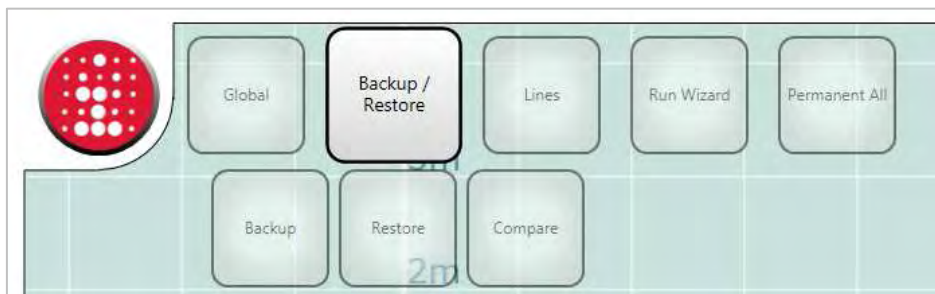 Global
Backup /
Restore
Lines
Run Wizard
Permanent All
Backup
Restore
Compare
2m